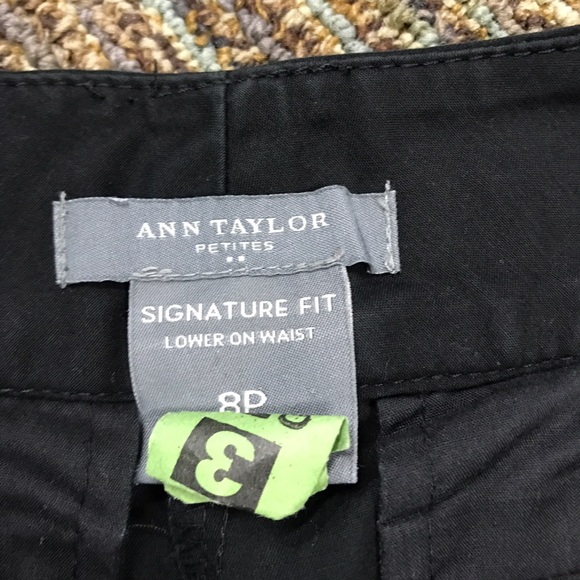 ANN TAYLOR
PETITES
SIGNATURE FIT
LOWER ON WAIST
8P
3